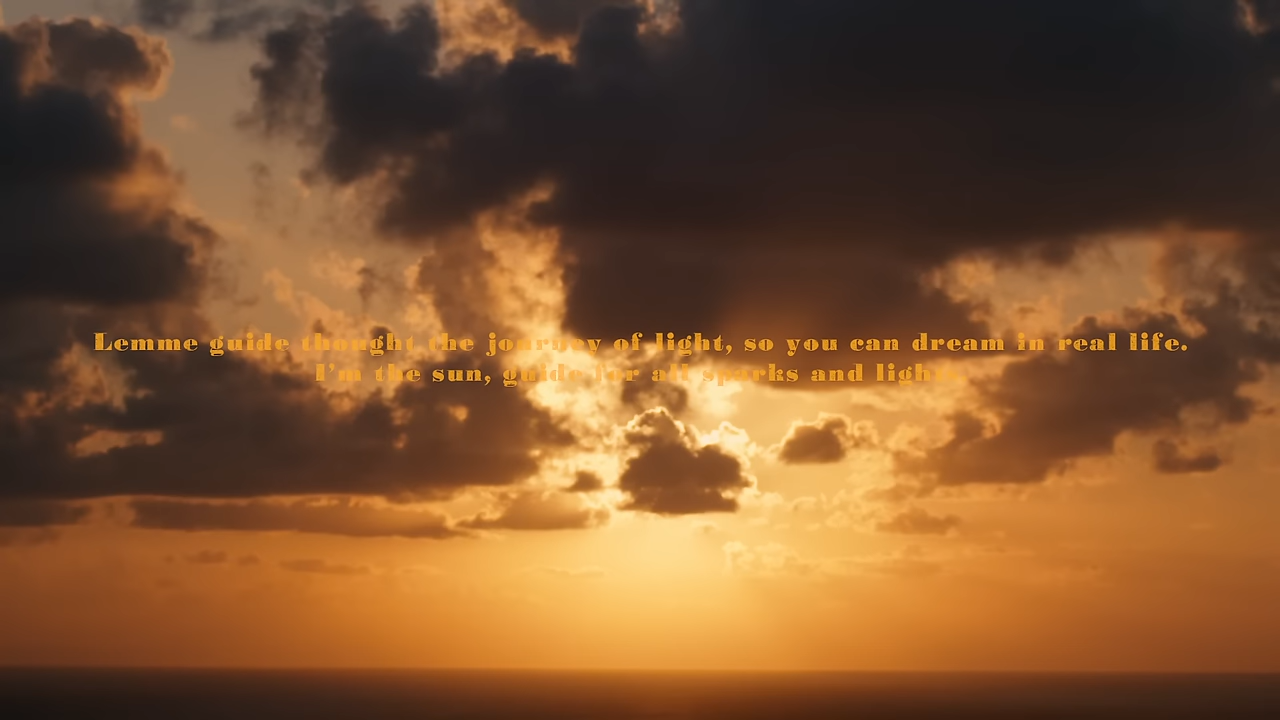 Lemme guide thought the journey of light, so you can dream in real life.
I'm the sun, guide for all sparks and lights.